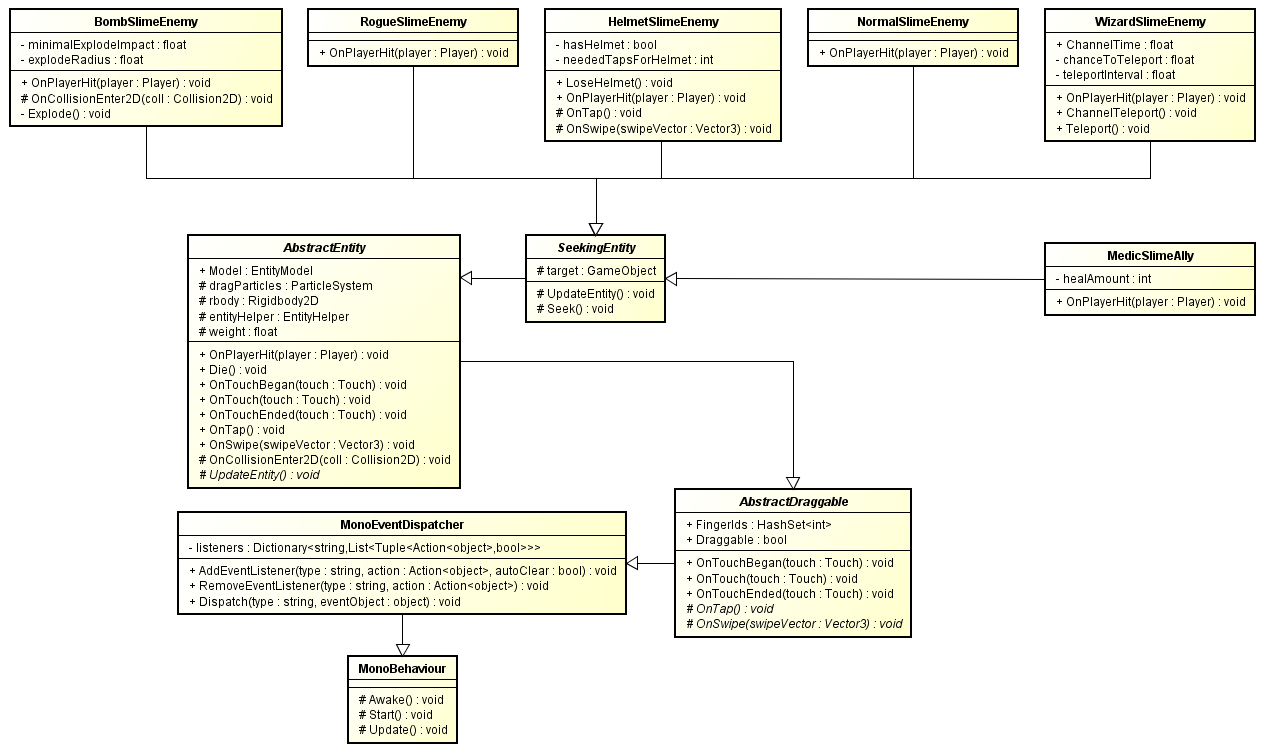 BombSlimeEnemy
- minimalExplodeImpact : float
- explodeRadius : float
+ OnPlayerHit(player : Player) : void
# OnCollisionEnter2D(coll : Collision2D) : void
- Explode() : void
RogueSlimeEnemy
+ OnPlayerHit(player : Player) : void
HelmetSlimeEnemy
- hasHelmet : bool
- neededTapsForHelmet : int
+ LoseHelmet() : void
+ OnPlayerHit(player : Player) : void
# OnTap() : void
# OnSwipe(swipeVector : Vector3) : void
NormalSlimeEnemy
+ OnPlayerHit(player : Player) : void
WizardSlimeEnemy
+ ChannelTime : float
- chanceToTeleport : float
- teleportInterval : float
+ OnPlayerHit(player : Player) : void
+ ChannelTeleport() : void
+ Teleport() : void
AbstractEntity
+ Model : EntityModel
# dragParticles : ParticleSystem
# rbody : Rigidbody2D
# entityHelper : EntityHelper
# weight : float
+ OnPlayerHit(player : Player) : void
+ Die() : void
+ OnTouchBegan(touch : Touch) : void
+ OnTouch(touch : Touch) : void
+ OnTouchEnded(touch : Touch) : void
+ OnTap() : void
+ OnSwipe(swipeVector : Vector3) : void
# OnCollisionEnter2D(coll : Collision2D) : void
# UpdateEntity() : void
SeekingEntity
# target : GameObject
# UpdateEntity() : void
# Seek() : void
MedicSlimeAlly
- healAmount : int
+ OnPlayerHit(player : Player) : void
AbstractDraggable
+ FingerIds : HashSet<int>
+ Draggable : bool
+ OnTouchBegan(touch : Touch) : void
+ OnTouch(touch : Touch) : void
+ OnTouchEnded(touch : Touch) : void
# OnTap() : void
# OnSwipe(swipeVector : Vector3) : void
MonoEventDispatcher
- listeners : Dictionary<string,List<Tuple<Action<object>,bool>>>
+ AddEventListener(type : string, action : Action<object>, autoClear : bool) : void
+ RemoveEventListener(type : string, action : Action<object>) : void
+ Dispatch(type : string, eventObject : object) : void
MonoBehaviour
# Awake() : void
# Start() : void
# Update() : void